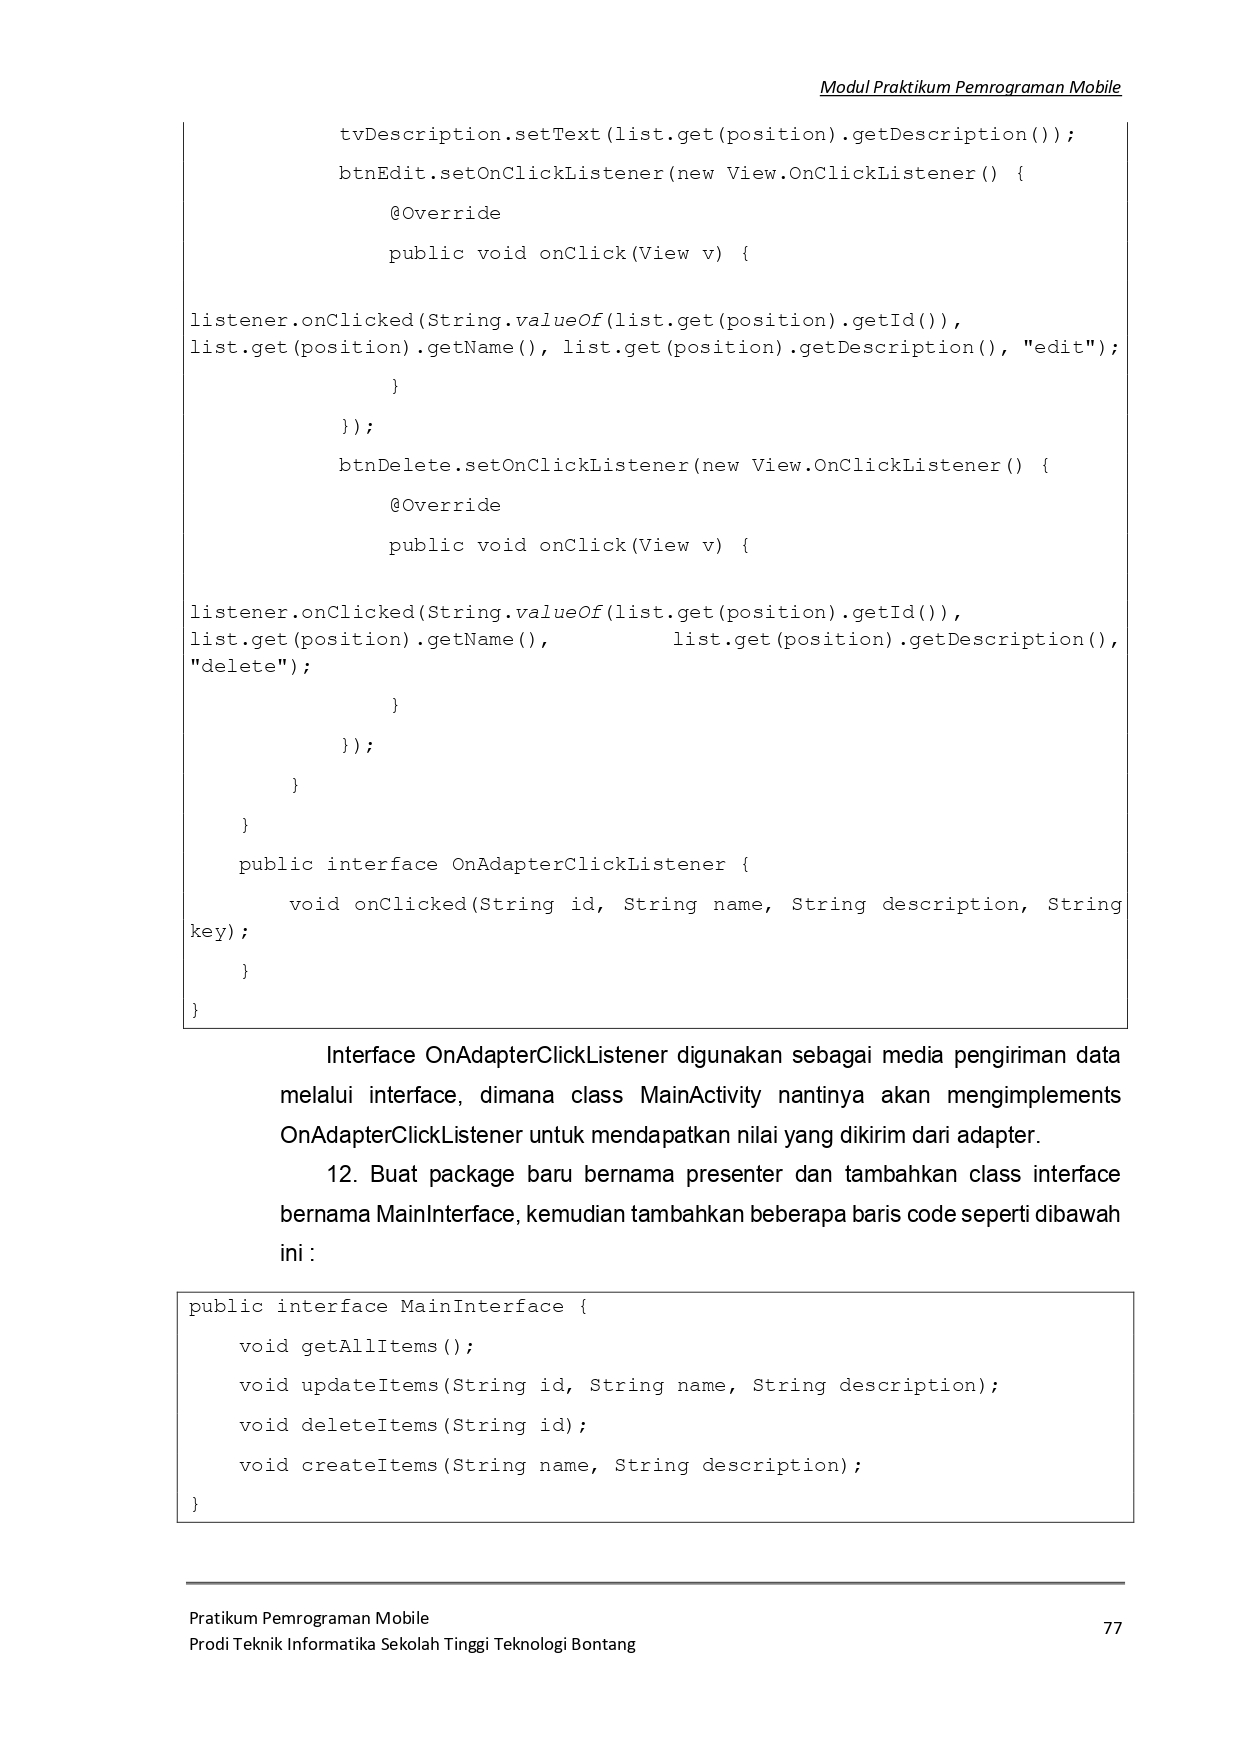 Modul Praktikum Pemrograman Mobile
            tvDescription.setText(list.get(position).getDescription());
            btnEdit.setOnClickListener(new View.OnClickListener() {
                @Override
                public void onClick(View v) {
listener.onClicked(String.valueOf(list.get(position).getId()),
list.get(position).getName(), list.get(position).getDescription(), "edit");
                }
            });
            btnDelete.setOnClickListener(new View.OnClickListener() {
                @Override
                public void onClick(View v) {
listener.onClicked(String.valueOf(list.get(position).getId()),
list.get(position).getName(), list.get(position).getDescription(),
"delete");
                }
            });
        }
    }
    public interface OnAdapterClickListener {
        void onClicked(String id, String name, String description, String
key);
    }
}
Interface OnAdapterClickListener digunakan sebagai media pengiriman data
melalui interface, dimana class MainActivity nantinya akan mengimplements
OnAdapterClickListener untuk mendapatkan nilai yang dikirim dari adapter.
12. Buat package baru bernama presenter dan tambahkan class interface
bernama MainInterface, kemudian tambahkan beberapa baris code seperti dibawah
ini :
public interface MainInterface {
    void getAllItems();
    void updateItems(String id, String name, String description);
    void deleteItems(String id);
    void createItems(String name, String description);
}
Pratikum Pemrograman Mobile
Prodi Teknik Informatika Sekolah Tinggi Teknologi Bontang
77